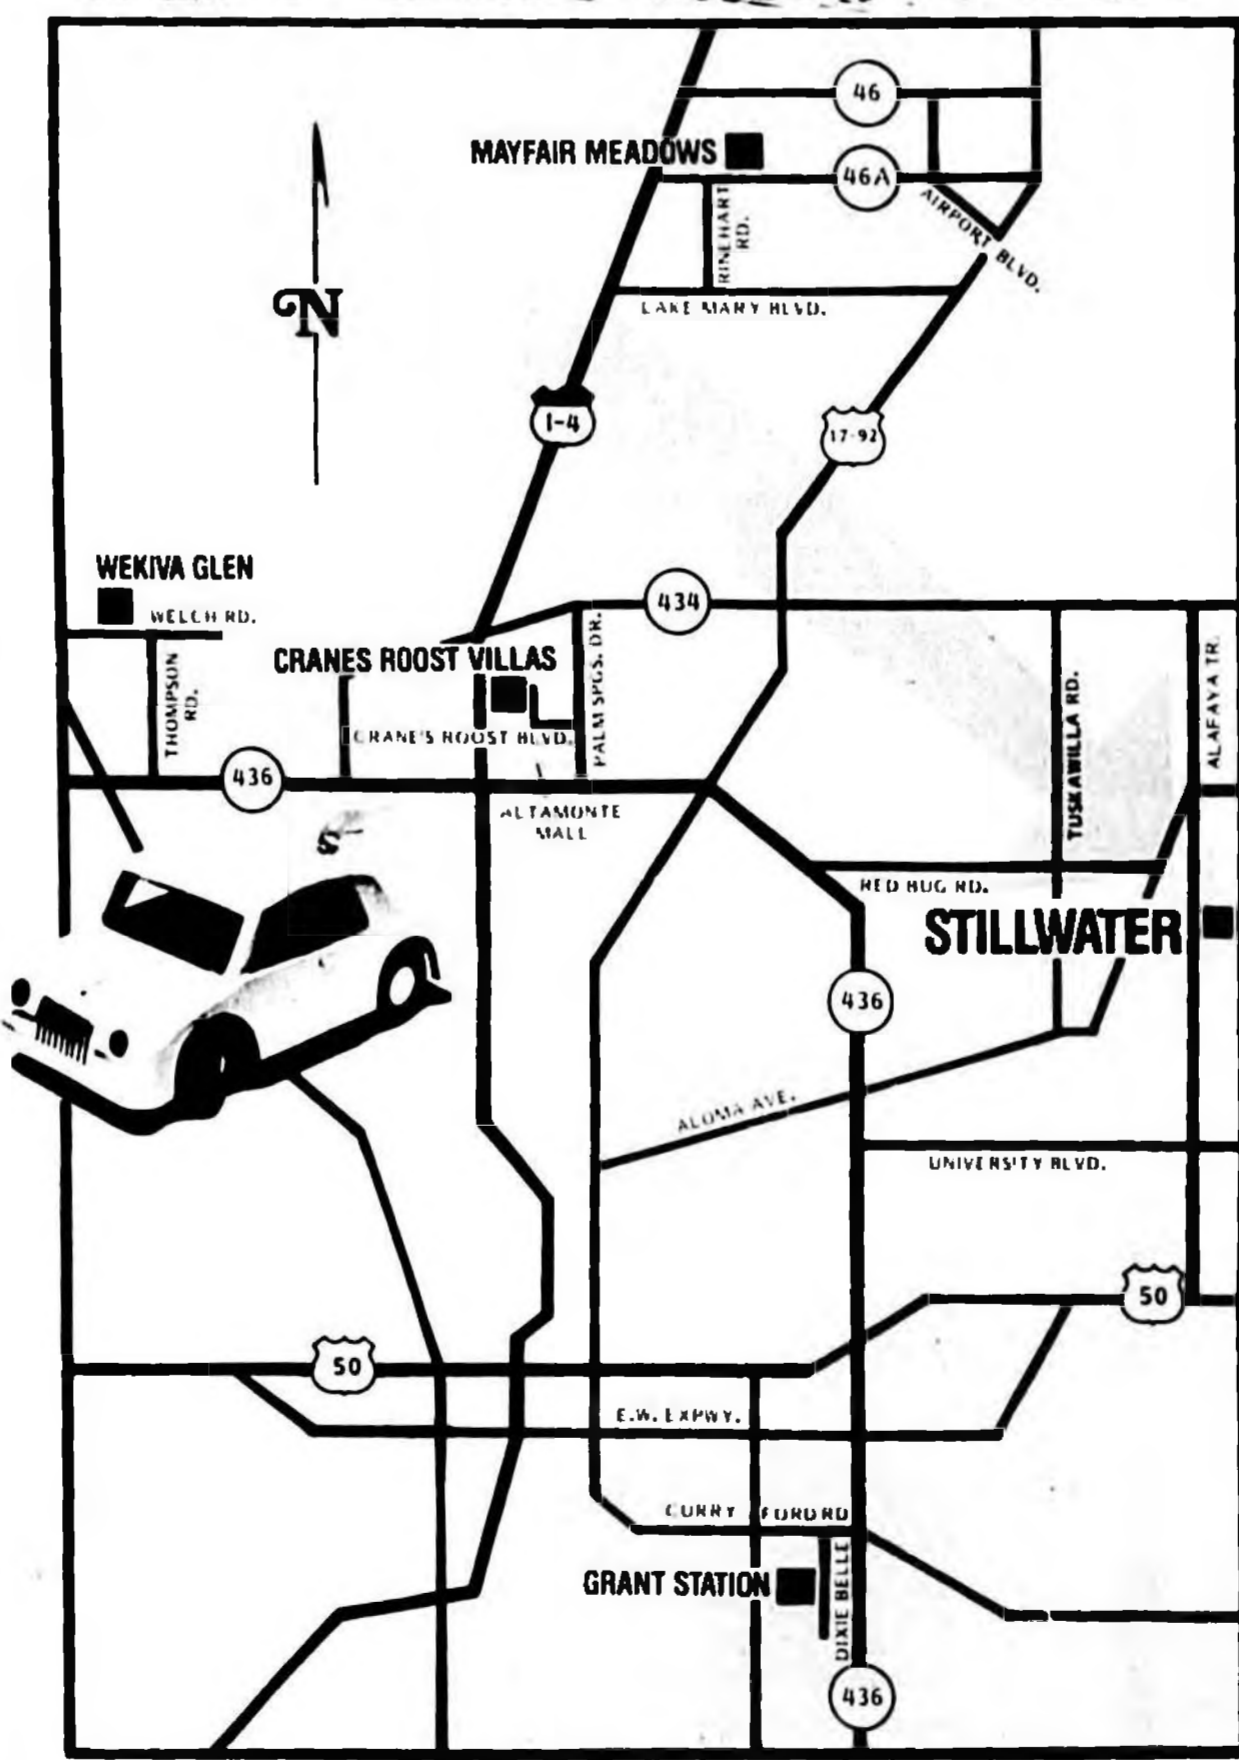 46
MAYFAIR MEADOWS
46A
AIRPORT BLVD.
RINEHART
RD.
LAKE MARY BLVD.
N
I-4
17-92
WEKIVA GLEN
WELCH RD.
434
CRANES ROOST VILLAS
THOMPSON
RD.
PALM SPGS. DR.
CRANE'S ROOST BLVD.
TUSKAWILLA RD.
ALAFAYA TR.
436
ALTAMONTE
MALL
S
RED BUG RD.
STILLWATER
436
ALOMA AVE.
UNIVERSITY BLVD.
50
50
E.W. EXPWY.
CURRY FORD RD
GRANT STATION
DIXIE BELLE
436